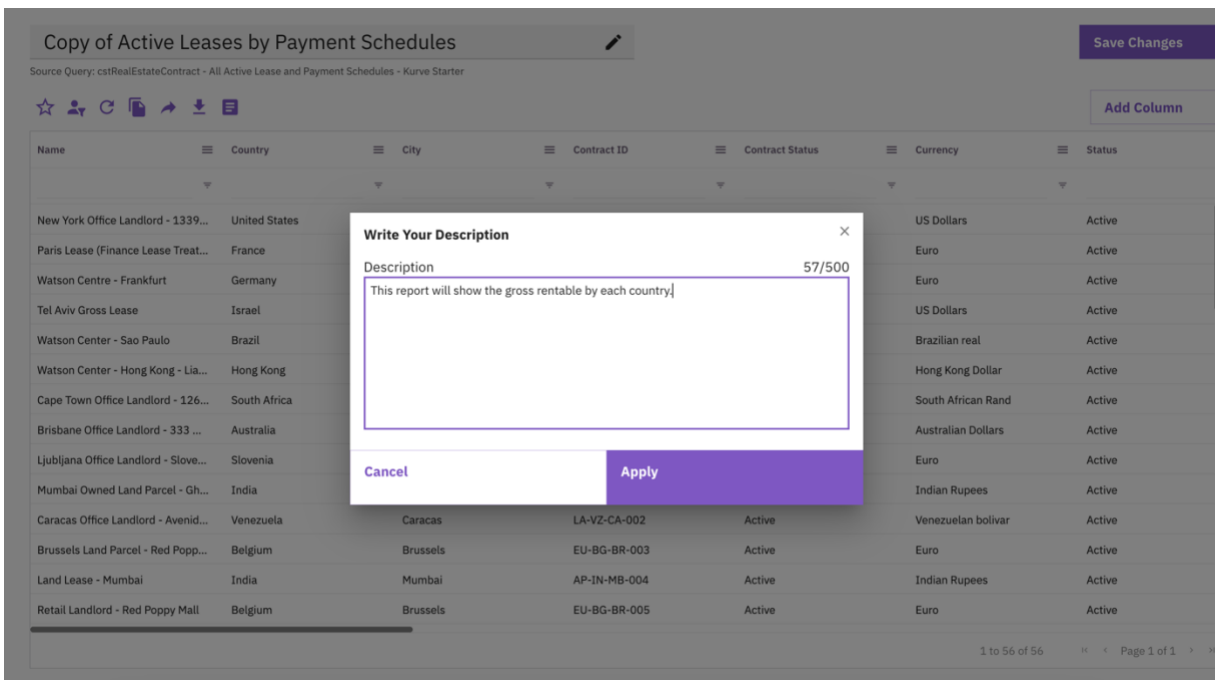 Copy of Active Leases by Payment Schedules
Save Changes
Source Query: cstRealEstateContract - All Active Lease and Payment Schedules - Kurve Starter
Add Column
Name Country City Contract ID Contract Status Currency Status
New York Office Landlord - 1339... United States US Dollars Active
Paris Lease (Finance Lease Treat... France Euro Active
Watson Centre - Frankfurt Germany Euro Active
Tel Aviv Gross Lease Israel US Dollars Active
Watson Center - Sao Paulo Brazil Brazilian real Active
Watson Center - Hong Kong - Lia... Hong Kong Hong Kong Dollar Active
Cape Town Office Landlord - 126... South Africa South African Rand Active
Brisbane Office Landlord - 333 ... Australia Australian Dollars Active
Ljubljana Office Landlord - Slove... Slovenia Euro Active
Mumbai Owned Land Parcel - Gh... India Indian Rupees Active
Caracas Office Landlord - Avenid... Venezuela Caracas LA-VZ-CA-002 Active Venezuelan bolivar Active
Brussels Land Parcel - Red Popp... Belgium Brussels EU-BG-BR-003 Active Euro Active
Land Lease - Mumbai India Mumbai AP-IN-MB-004 Active Indian Rupees Active
Retail Landlord - Red Poppy Mall Belgium Brussels EU-BG-BR-005 Active Euro Active
1 to 56 of 56 Page 1 of 1
Write Your Description
Description 57/500
This report will show the gross rentable by each country.
Cancel Apply